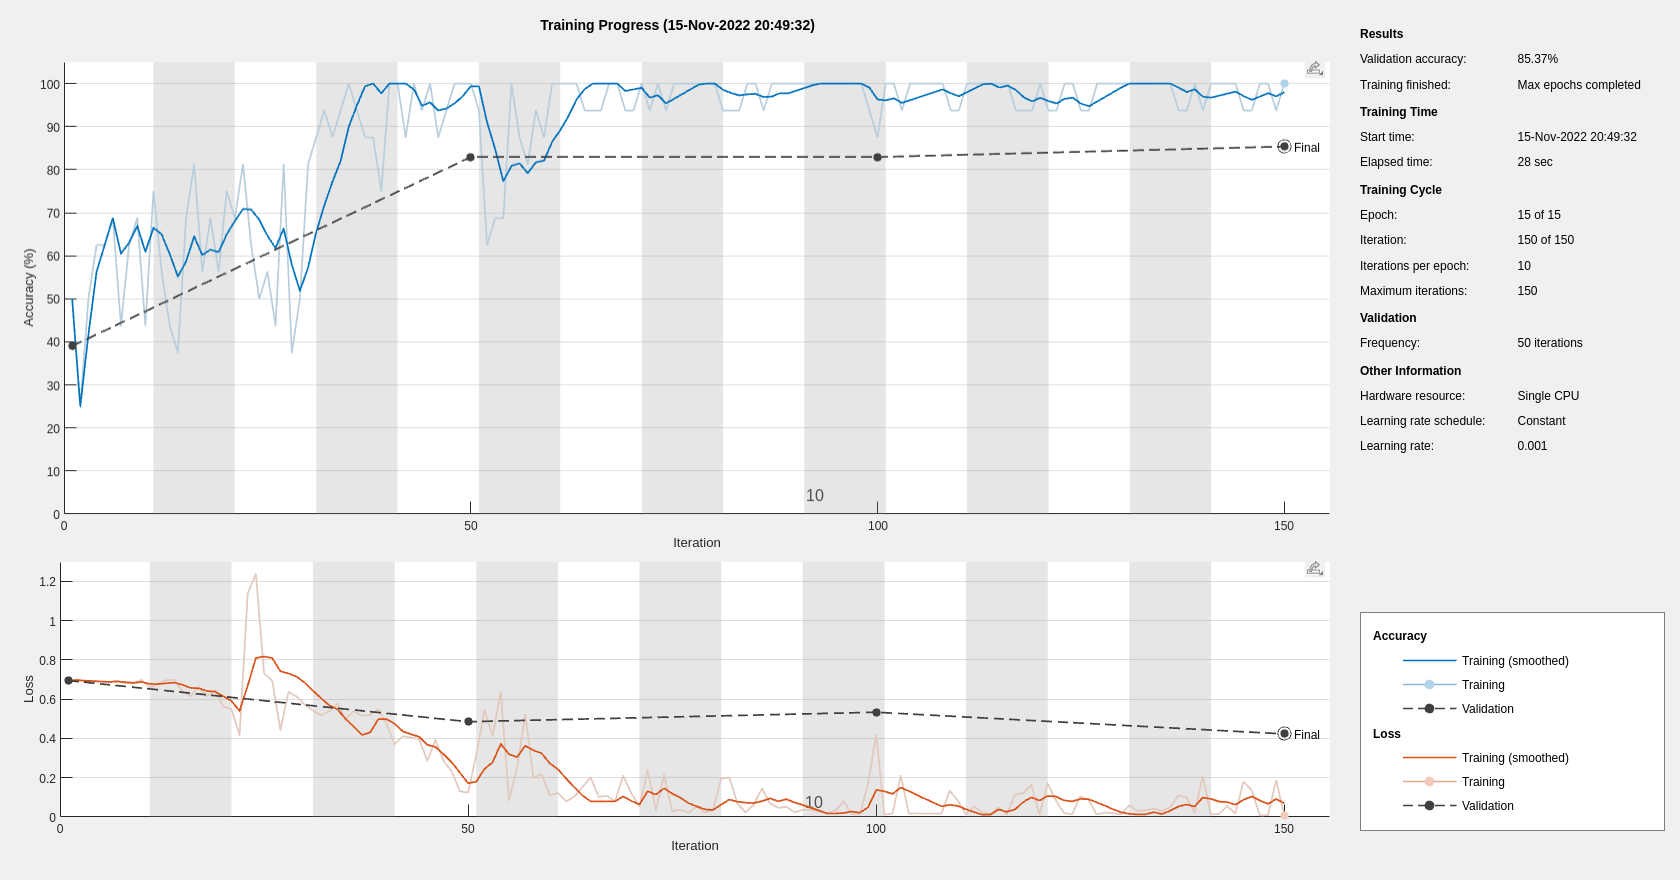 Training Progress (15-Nov-2022 20:49:32)
100
90
80
70
60
50
40
30
20
10
0
Accuracy (%)
Final
10
0
50
100
150
Iteration
1.2
1
0.8
0.6
0.4
0.2
0
Loss
Final
10
0
50
100
150
Iteration
Results
Validation accuracy: 85.37%
Training finished: Max epochs completed
Training Time
Start time: 15-Nov-2022 20:49:32
Elapsed time: 28 sec
Training Cycle
Epoch: 15 of 15
Iteration: 150 of 150
Iterations per epoch: 10
Maximum iterations: 150
Validation
Frequency: 50 iterations
Other Information
Hardware resource: Single CPU
Learning rate schedule: Constant
Learning rate: 0.001
Accuracy
Training (smoothed)
Training
Validation
Loss
Training (smoothed)
Training
Validation